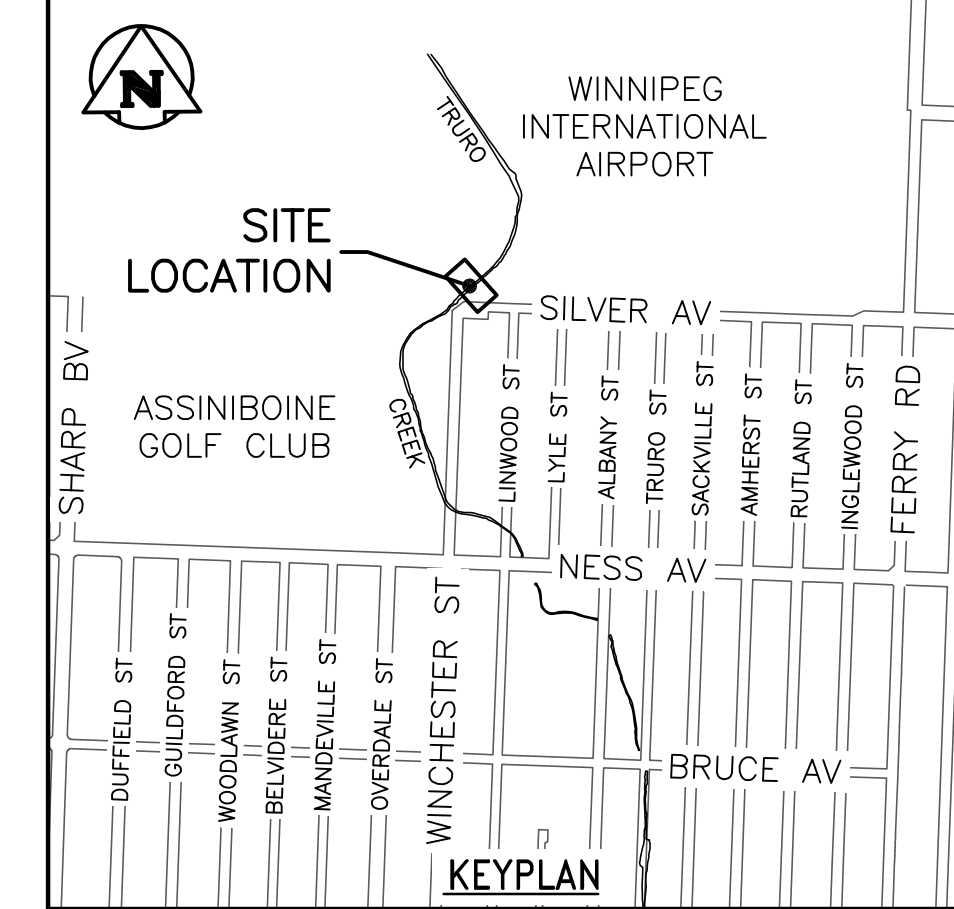 N
WINNIPEG
INTERNATIONAL
AIRPORT
TRURO
SITE
LOCATION
SILVER AV
SHARP BV
ASSINIBOINE
GOLF CLUB
CREEK
LINWOOD ST
LYLE ST
ALBANY ST
TRURO ST
SACKVILLE ST
AMHERST ST
RUTLAND ST
INGLEWOOD ST
FERRY RD
NESS AV
DUFFIELD ST
GUILDFORD ST
WOODLAWN ST
BELVIDERE ST
MANDEVILLE ST
OVERDALE ST
WINCHESTER ST
BRUCE AV
KEYPLAN